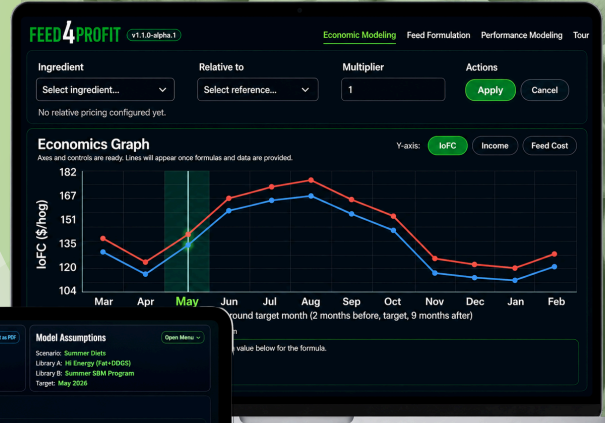 FEED4PROFIT v1.1.0-alpha.1
Economic Modeling Feed Formulation Performance Modeling Tour
Ingredient Relative to Multiplier Actions
Select ingredient... Select reference... 1 Apply Cancel
No relative pricing configured yet.
Economics Graph
Y-axis: IoFC Income Feed Cost
Axes and controls are ready. Lines will appear once formulas and data are provided.
IoFC ($/hog)
182
167
151
135
120
104
Mar Apr May Jun Jul Aug Sep Oct Nov Dec Jan Feb
ound target month (2 months before, target, 9 months after)
value below for the formula.
as PDF
Model Assumptions Open Menu
Scenario: Summer Diets
Library A: Hi Energy (Fat+DDGS)
Library B: Summer SBM Program
Target: May 2026